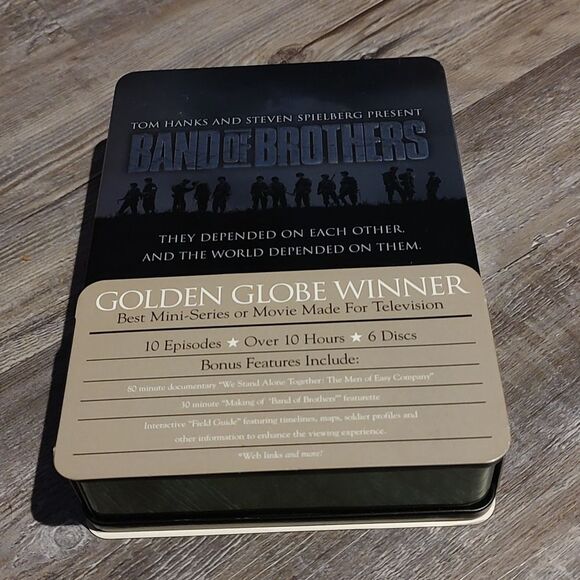 TOM HANKS AND STEVEN SPIELBERG PRESENT
BAND OF BROTHERS
THEY DEPENDED ON EACH OTHER.
AND THE WORLD DEPENDED ON THEM.
GOLDEN GLOBE WINNER
Best Mini-Series or Movie Made For Television
10 Episodes ★ Over 10 Hours ★ 6 Discs
Bonus Features Include:
80 minute documentary "We Stand Alone Together: The Men of Easy Company"
30 minute "Making of 'Band of Brothers'" featurette
Interactive "Field Guide" featuring timelines, maps, soldier profiles and
other information to enhance the viewing experience.
*Web links and more!